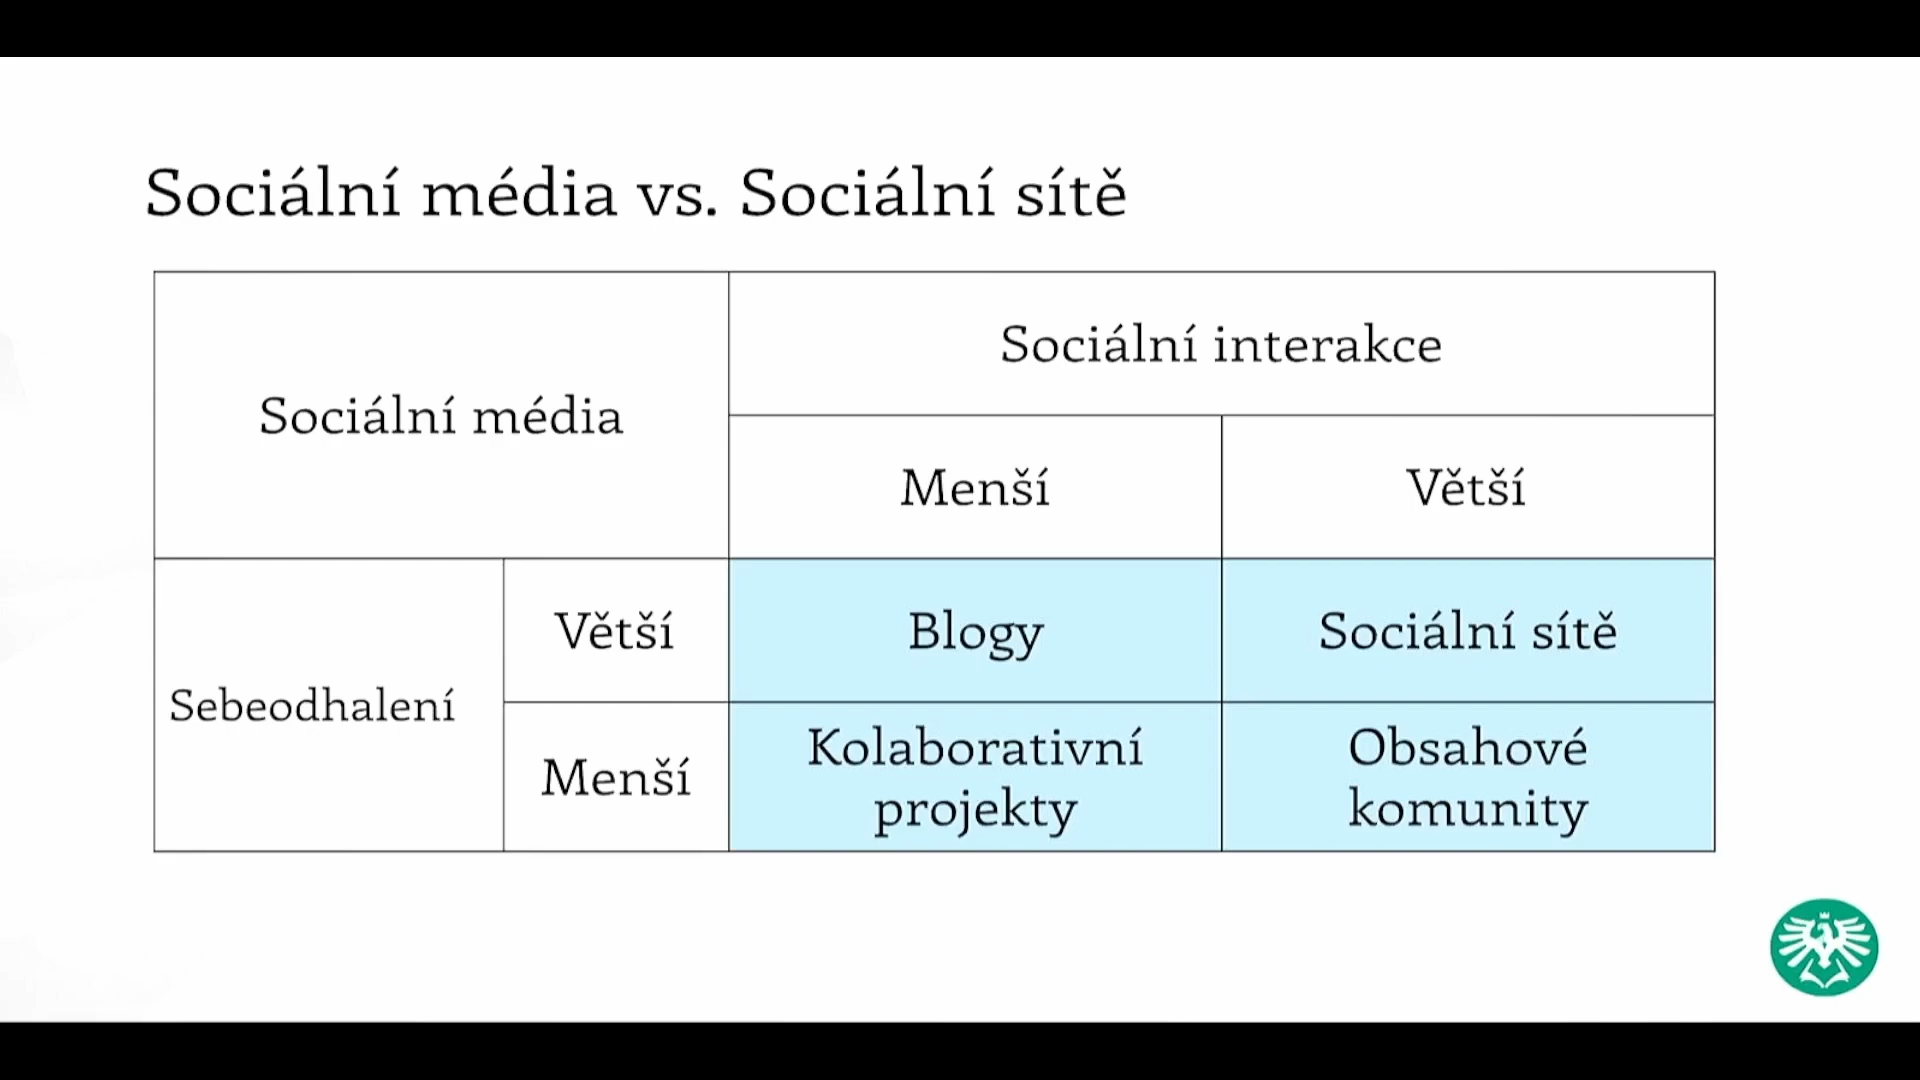 Sociální média vs. Sociální sítě
Sociální média
Sociální interakce
Menší
Větší
Sebeodhalení
Větší
Blogy
Sociální sítě
Menší
Kolaborativní
projekty
Obsahové
komunity